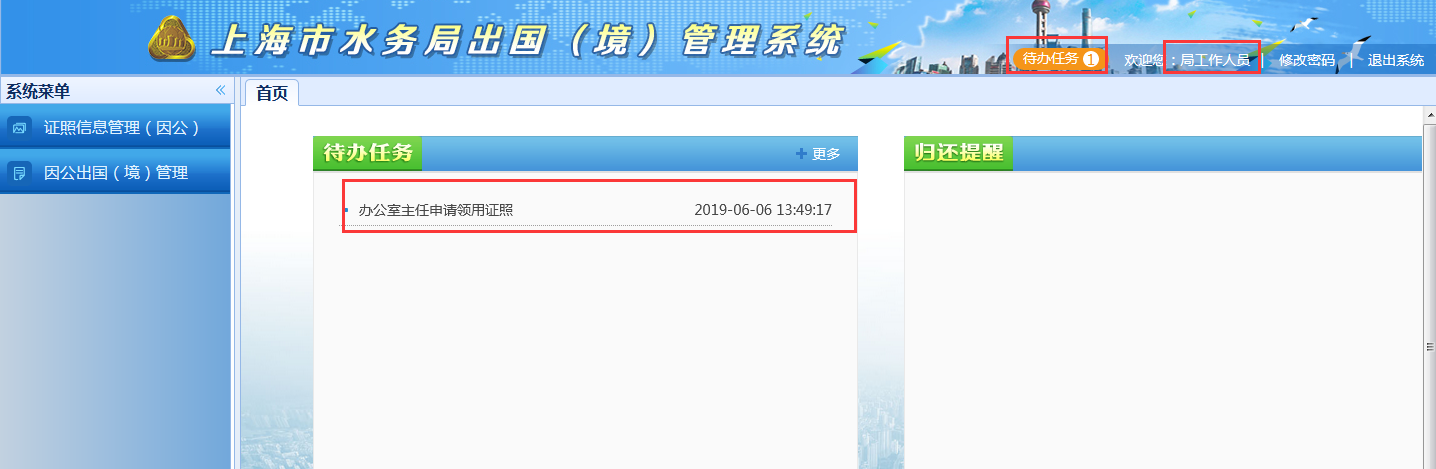 上海市水务局出国（境）管理系统
待办任务 1 欢迎您：局工作人员 | 修改密码 | 退出系统
系统菜单
首页
证照信息管理（因公）
因公出国（境）管理
待办任务
更多
归还提醒
办公室主任申请领用证照 2019-06-06 13:49:17